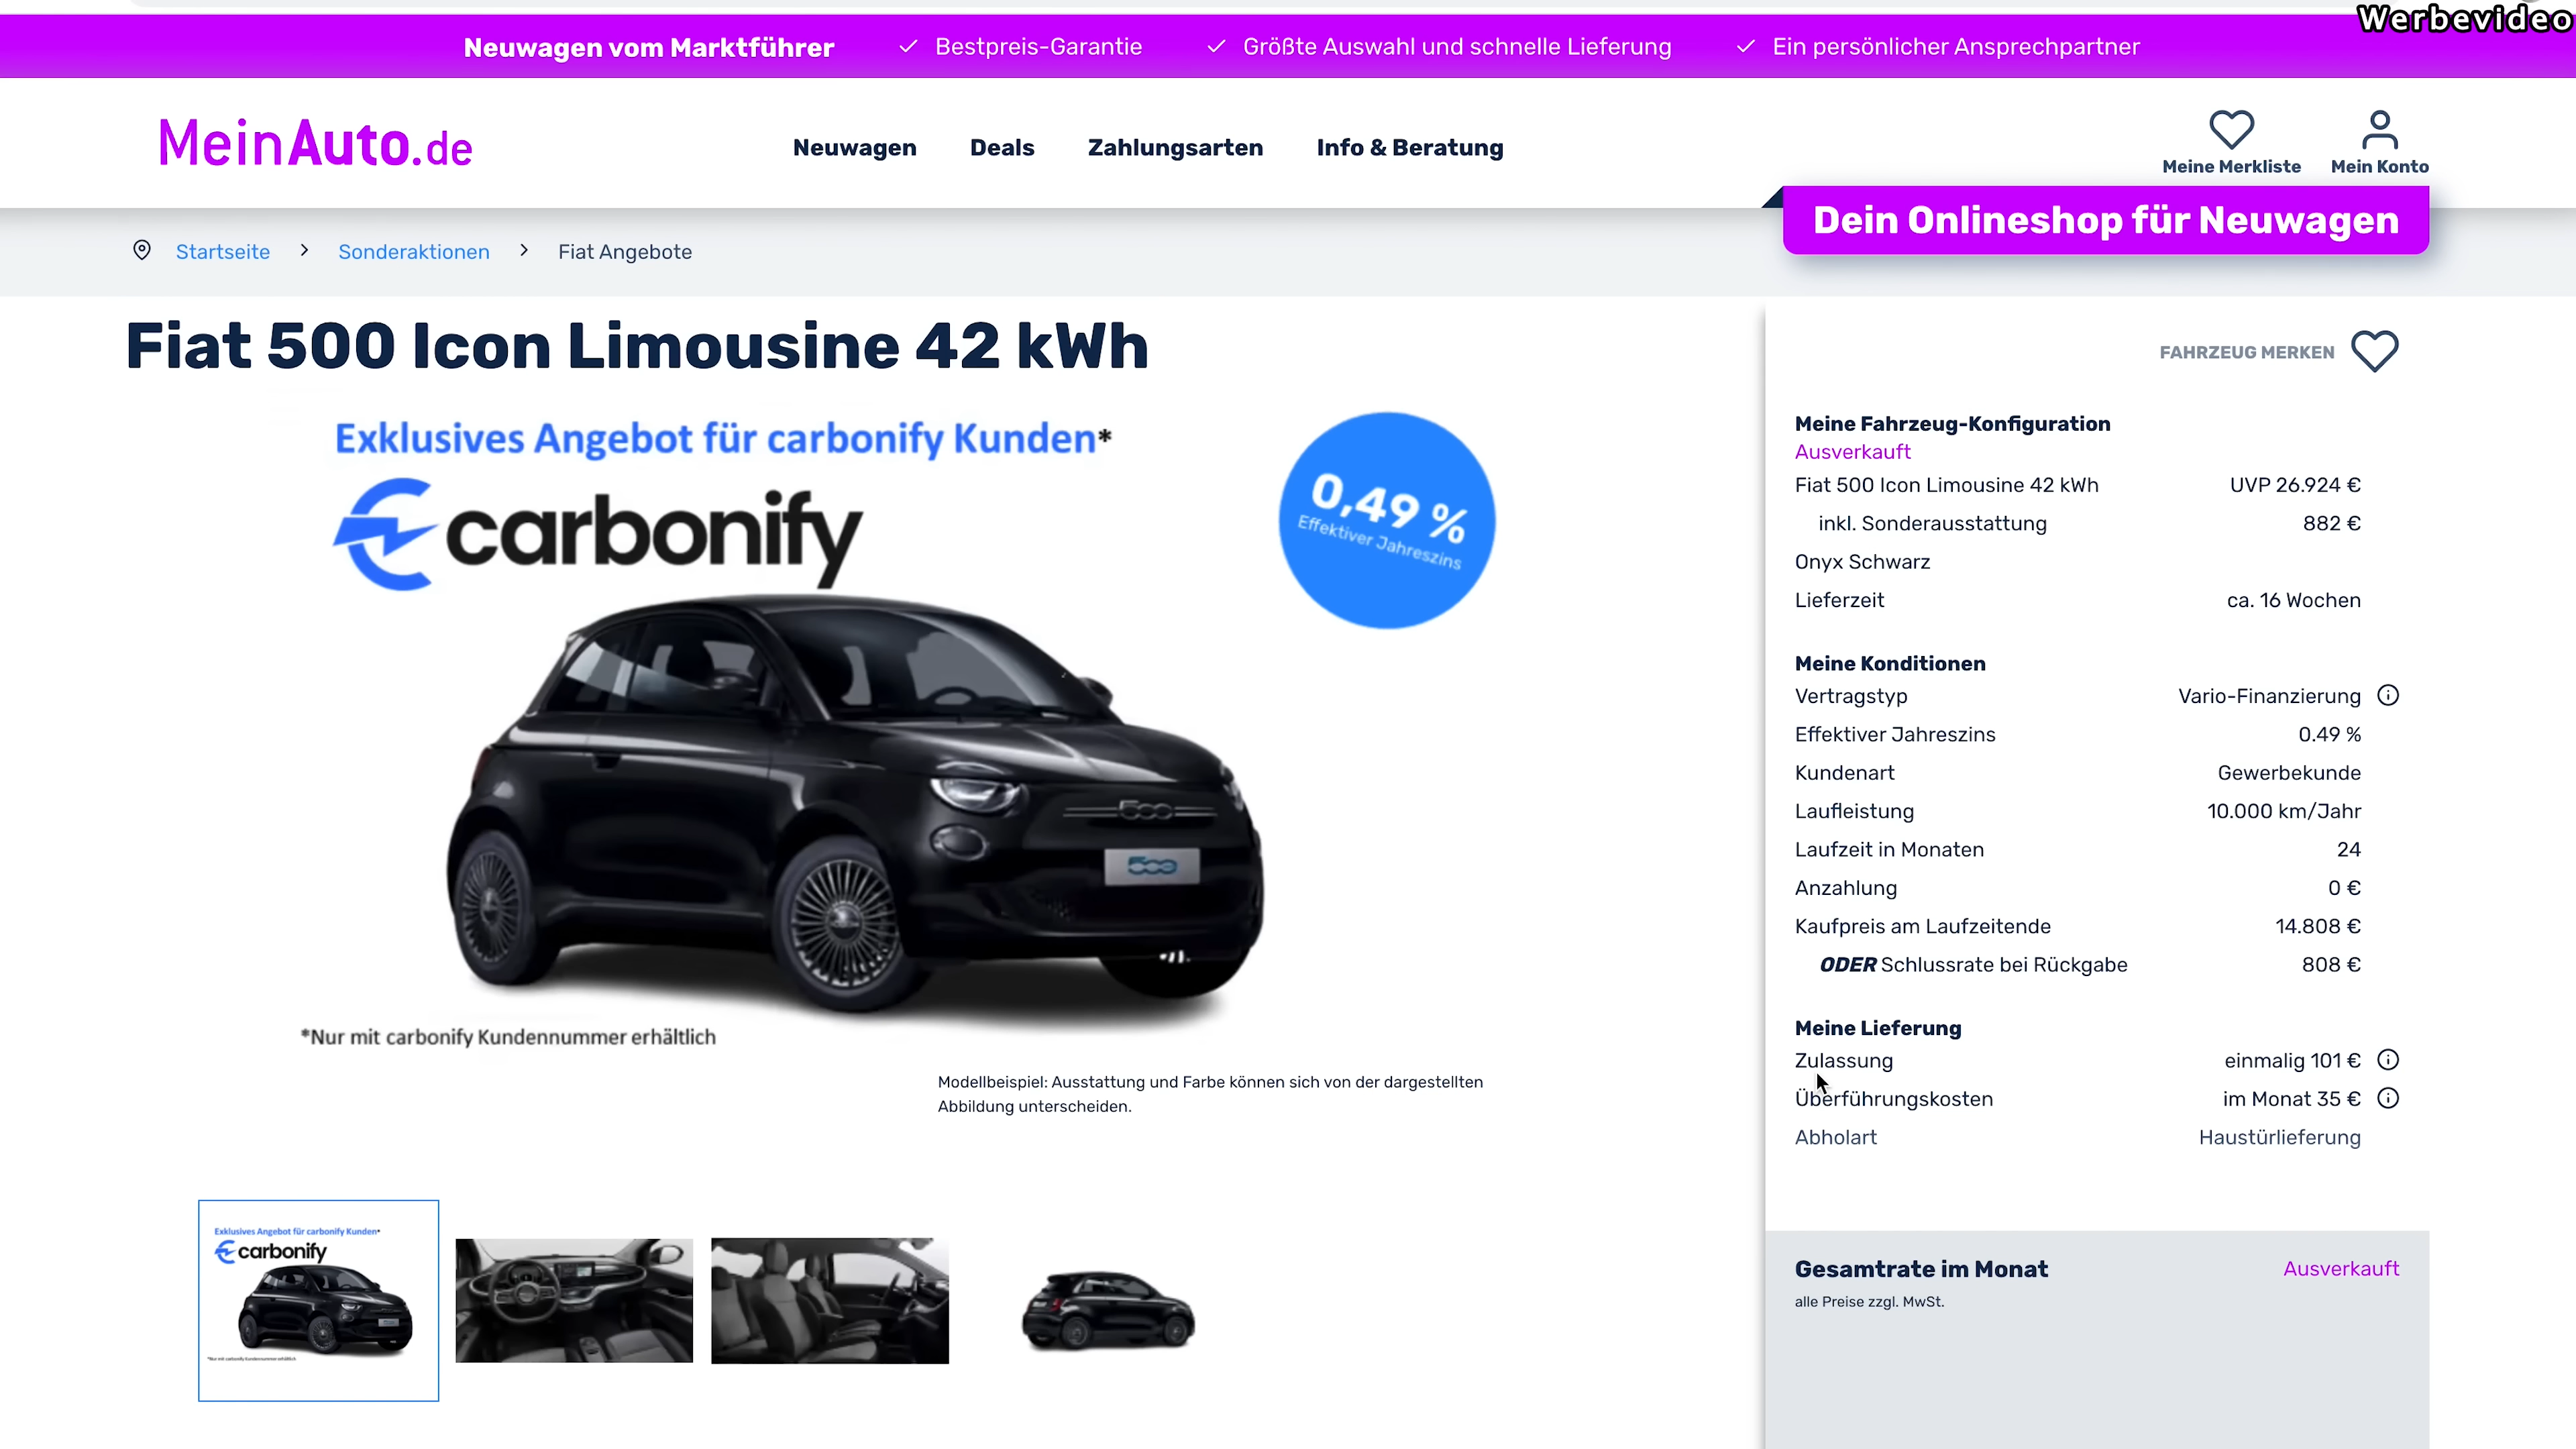 Werbevideo
Neuwagen vom Marktführer
Bestpreis-Garantie
Größte Auswahl und schnelle Lieferung
Ein persönlicher Ansprechpartner
MeinAuto.de
Neuwagen
Deals
Zahlungsarten
Info & Beratung
Meine Merkliste
Mein Konto
Dein Onlineshop für Neuwagen
Startseite
Sonderaktionen
Fiat Angebote
Fiat 500 Icon Limousine 42 kWh
Exklusives Angebot für carbonify Kunden*
carbonify
0,49 %
Effektiver Jahreszins
500
500
*Nur mit carbonify Kundennummer erhältlich
Modellbeispiel: Ausstattung und Farbe können sich von der dargestellten
Abbildung unterscheiden.
Exklusives Angebot für carbonify Kunden*
carbonify
*Nur mit carbonify Kundennummer erhältlich
FAHRZEUG MERKEN
Meine Fahrzeug-Konfiguration
Ausverkauft
Fiat 500 Icon Limousine 42 kWh UVP 26.924 €
inkl. Sonderausstattung 882 €
Onyx Schwarz
Lieferzeit ca. 16 Wochen
Meine Konditionen
Vertragstyp Vario-Finanzierung
Effektiver Jahreszins 0.49 %
Kundenart Gewerbekunde
Laufleistung 10.000 km/Jahr
Laufzeit in Monaten 24
Anzahlung 0 €
Kaufpreis am Laufzeitende 14.808 €
ODER Schlussrate bei Rückgabe 808 €
Meine Lieferung
Zulassung einmalig 101 €
Überführungskosten im Monat 35 €
Abholart Haustürlieferung
Gesamtrate im Monat Ausverkauft
alle Preise zzgl. MwSt.